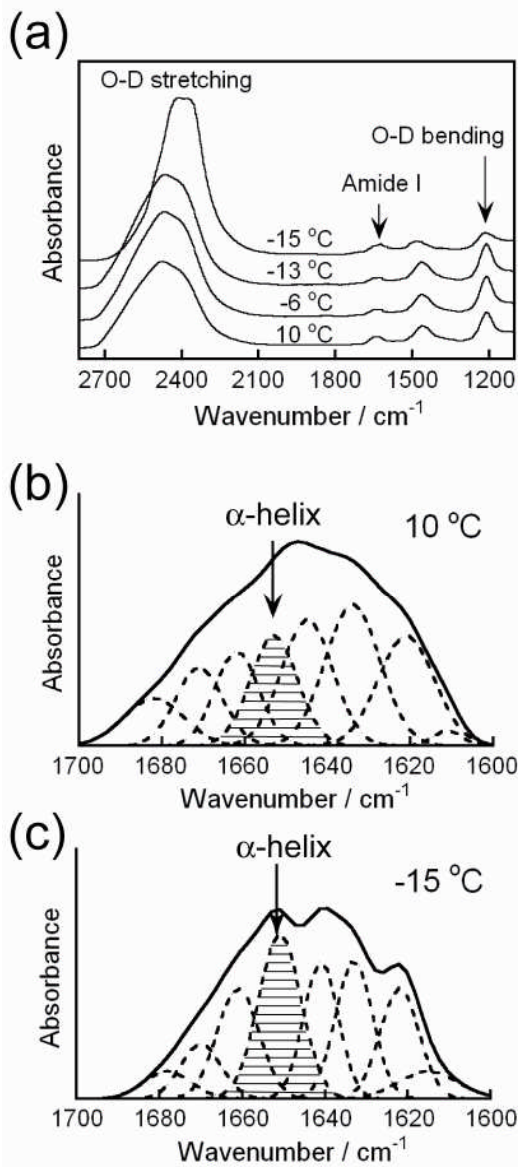 (a)
O-D stretching
O-D bending
Amide I
-15 °C
-13 °C
-6 °C
10 °C
Absorbance
2700 2400 2100 1800 1500 1200
Wavenumber / cm⁻¹
(b)
α-helix
10 °C
Absorbance
1700 1680 1660 1640 1620 1600
Wavenumber / cm⁻¹
(c)
α-helix
-15 °C
Absorbance
1700 1680 1660 1640 1620 1600
Wavenumber / cm⁻¹